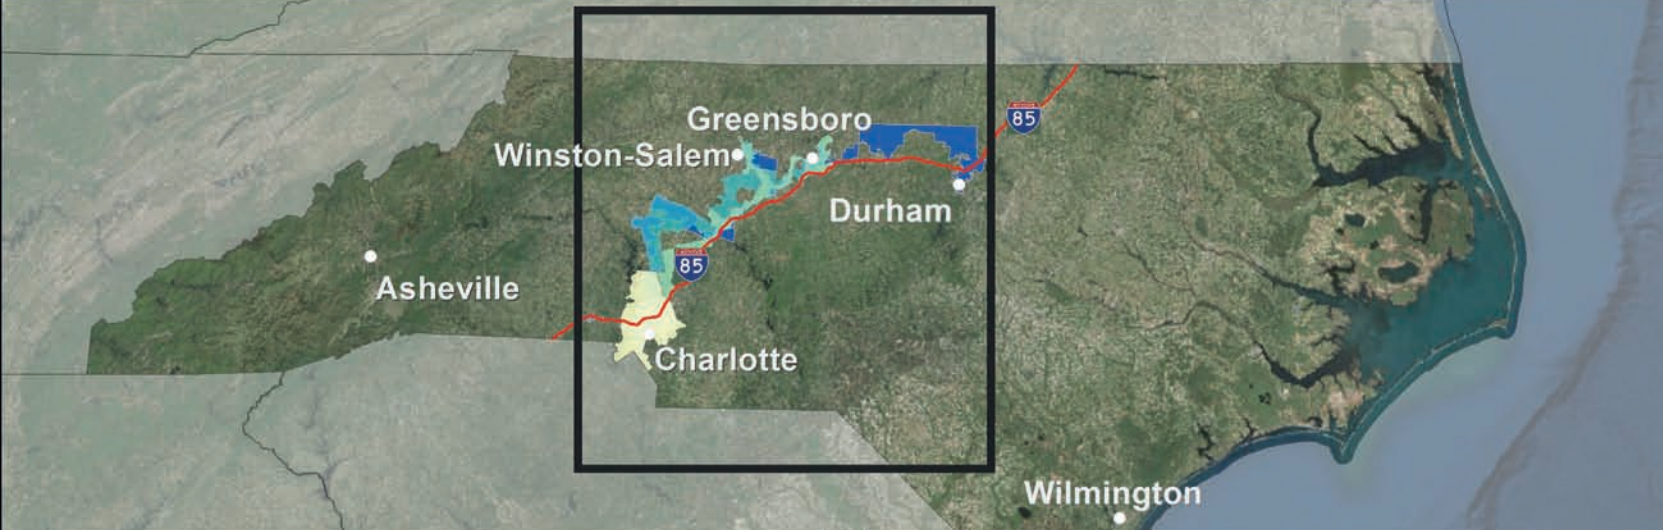 Greensboro
85
Winston-Salem
Durham
85
Asheville
Charlotte
Wilmington